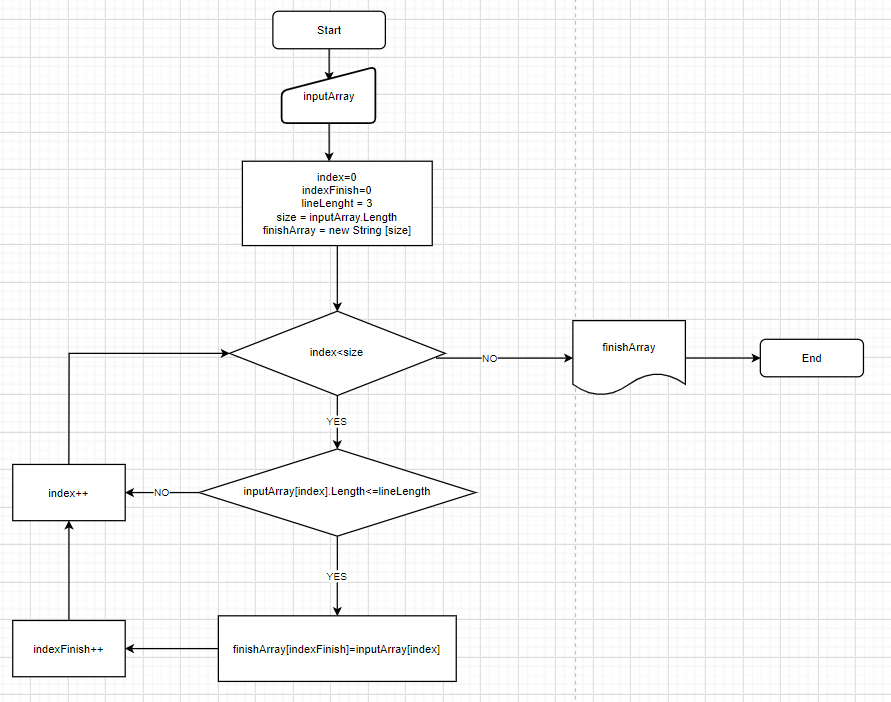 Start
inputArray
index=0
indexFinish=0
lineLenght = 3
size = inputArray.Length
finishArray = new String [size]
index<size
NO
finishArray
End
YES
inputArray[index].Length<=lineLength
NO
index++
YES
finishArray[indexFinish]=inputArray[index]
indexFinish++